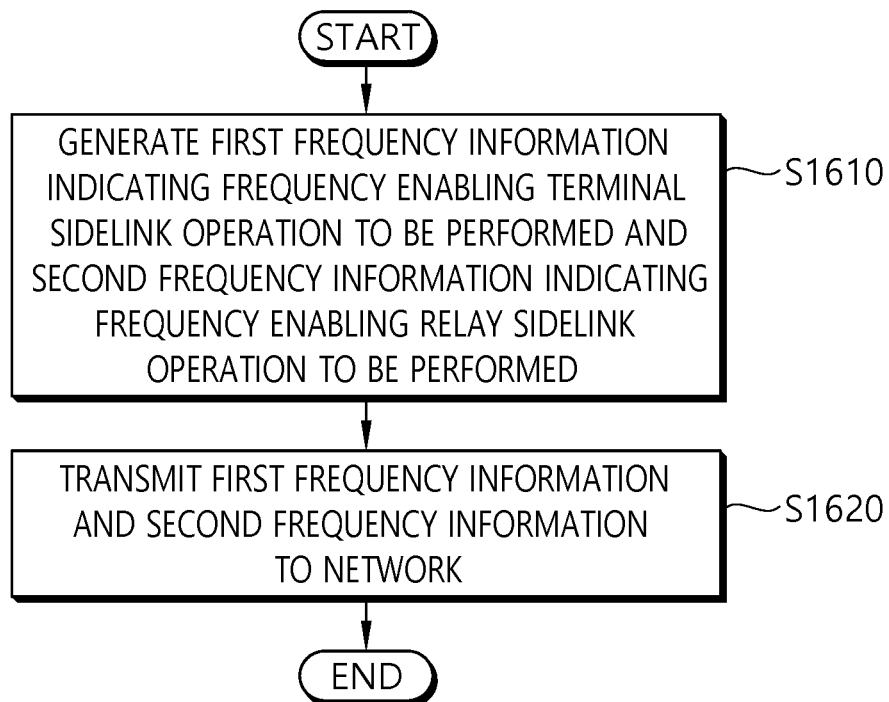 START
GENERATE FIRST FREQUENCY INFORMATION
INDICATING FREQUENCY ENABLING TERMINAL
SIDELINK OPERATION TO BE PERFORMED AND
SECOND FREQUENCY INFORMATION INDICATING
FREQUENCY ENABLING RELAY SIDELINK
OPERATION TO BE PERFORMED
S1610
TRANSMIT FIRST FREQUENCY INFORMATION
AND SECOND FREQUENCY INFORMATION
TO NETWORK
S1620
END